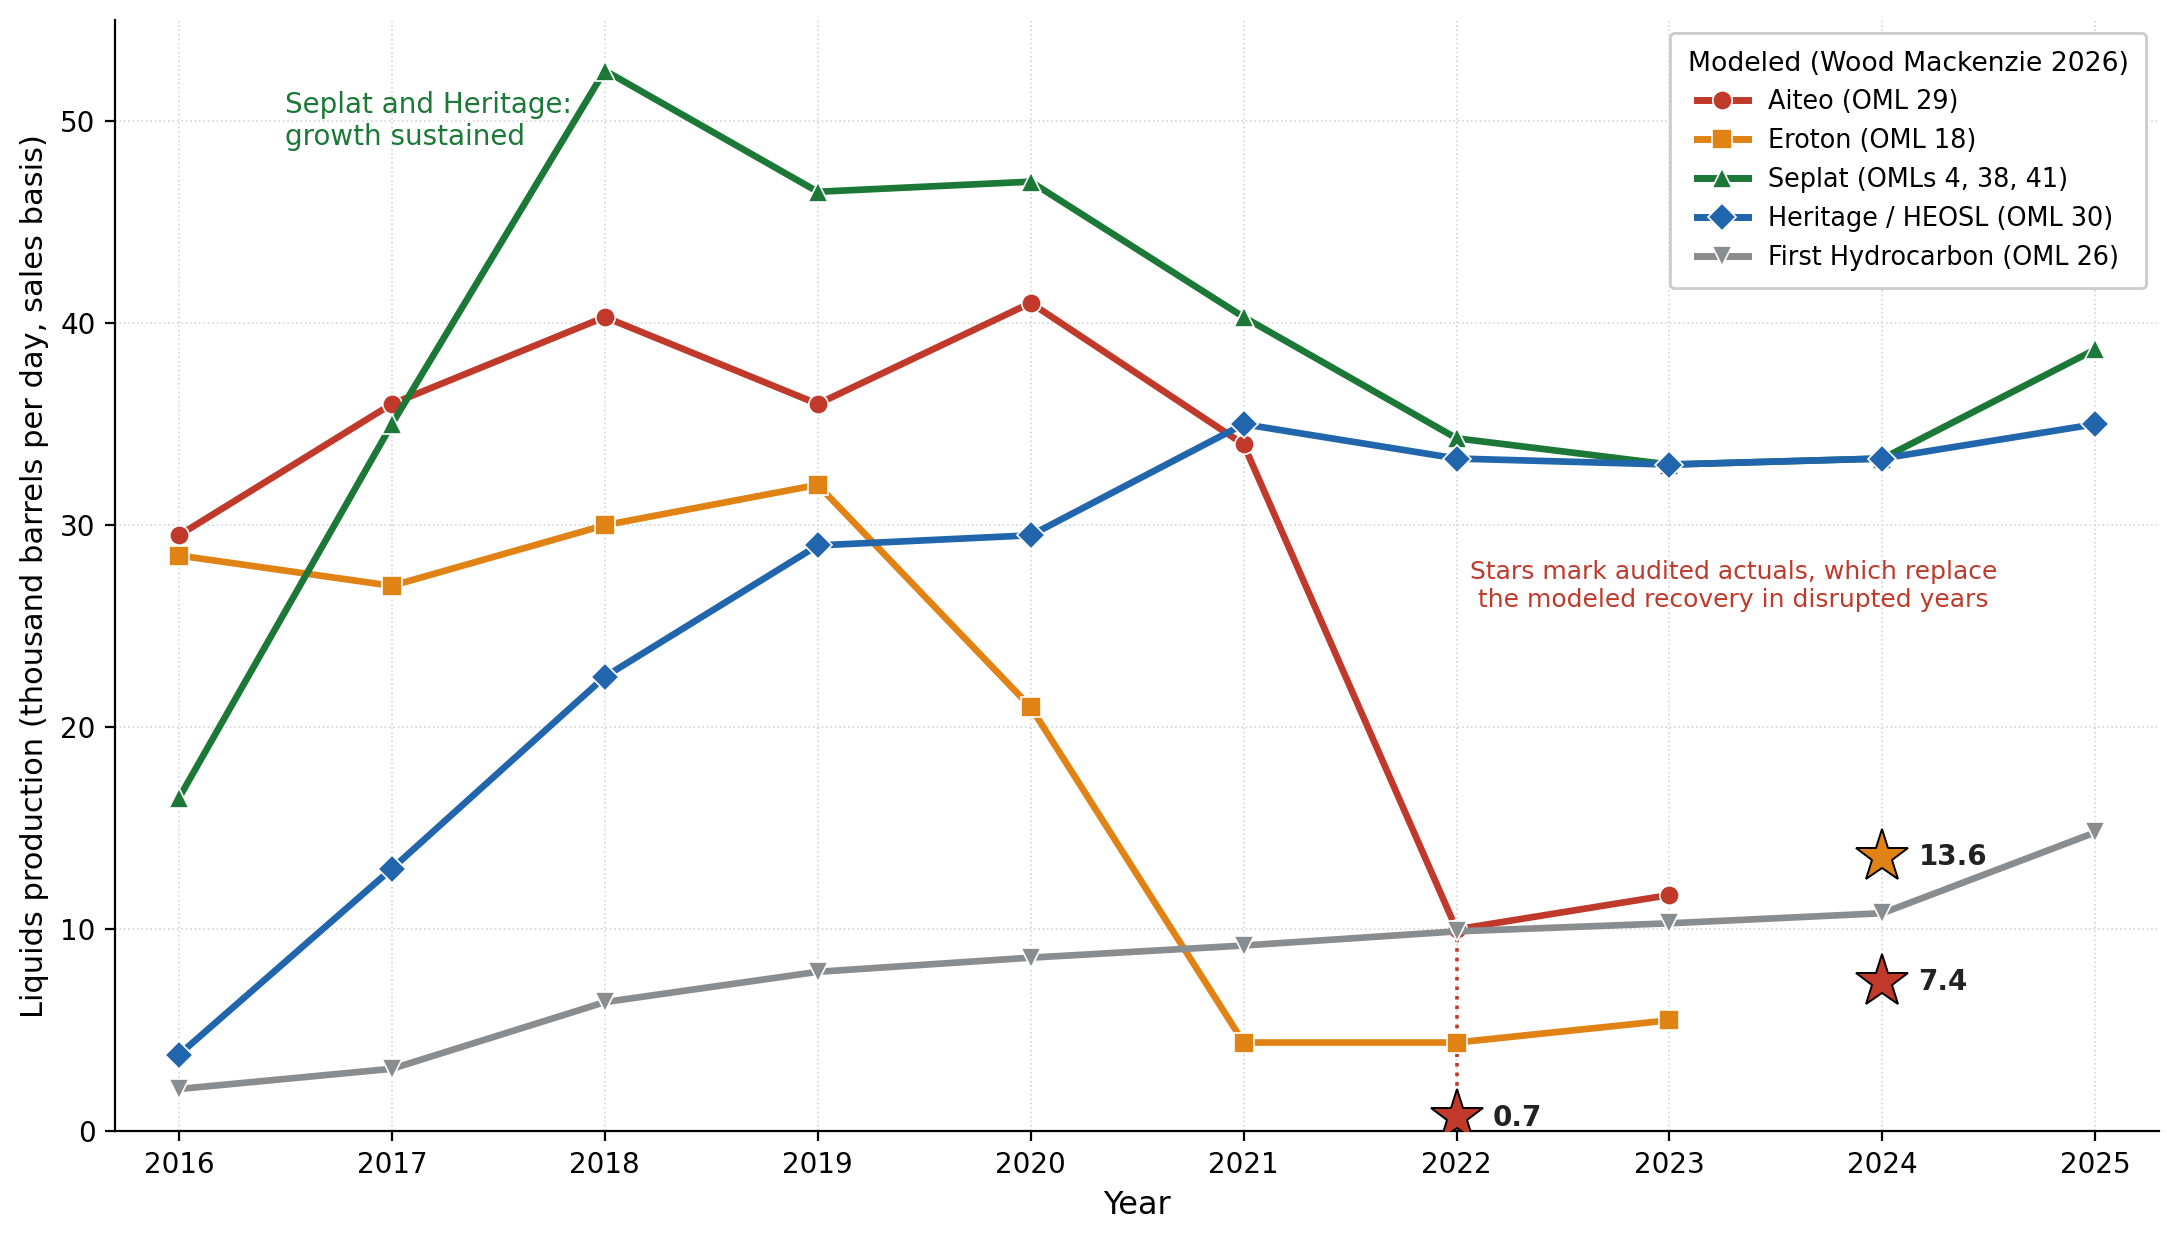 Liquids production (thousand barrels per day, sales basis)
50
40
30
20
10
0
Seplat and Heritage:
growth sustained
Modeled (Wood Mackenzie 2026)
Aiteo (OML 29)
Eroton (OML 18)
Seplat (OMLs 4, 38, 41)
Heritage / HEOSL (OML 30)
First Hydrocarbon (OML 26)
Stars mark audited actuals, which replace
the modeled recovery in disrupted years
13.6
7.4
0.7
2016 2017 2018 2019 2020 2021 2022 2023 2024 2025
Year